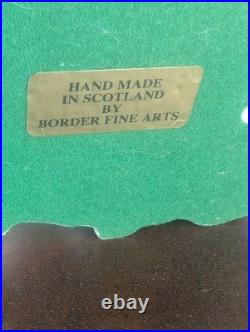 HAND MADE
IN SCOTLAND
BY
BORDER FINE ARTS